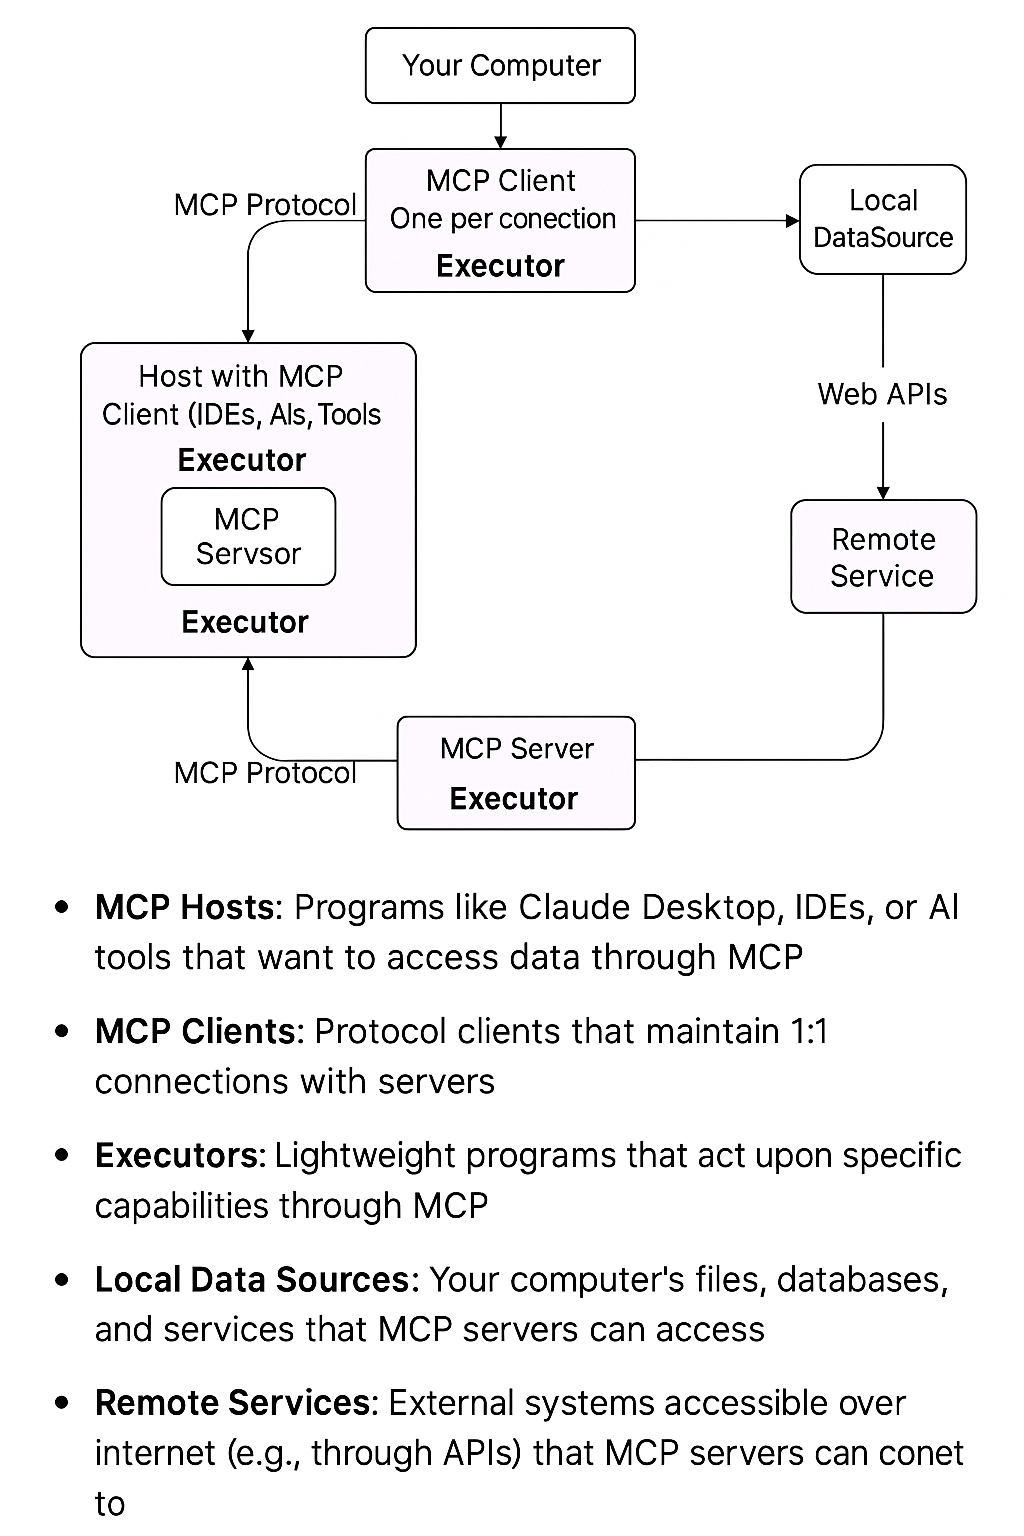 Your Computer
MCP Client
One per conection
Executor
MCP Protocol
Local
DataSource
Host with MCP
Client (IDEs, AIs, Tools
Executor
MCP
Servsor
Executor
Web APIs
Remote
Service
MCP Server
Executor
MCP Protocol
• MCP Hosts: Programs like Claude Desktop, IDEs, or AI
tools that want to access data through MCP
• MCP Clients: Protocol clients that maintain 1:1
connections with servers
• Executors: Lightweight programs that act upon specific
capabilities through MCP
• Local Data Sources: Your computer's files, databases,
and services that MCP servers can access
• Remote Services: External systems accessible over
internet (e.g., through APIs) that MCP servers can conet
to